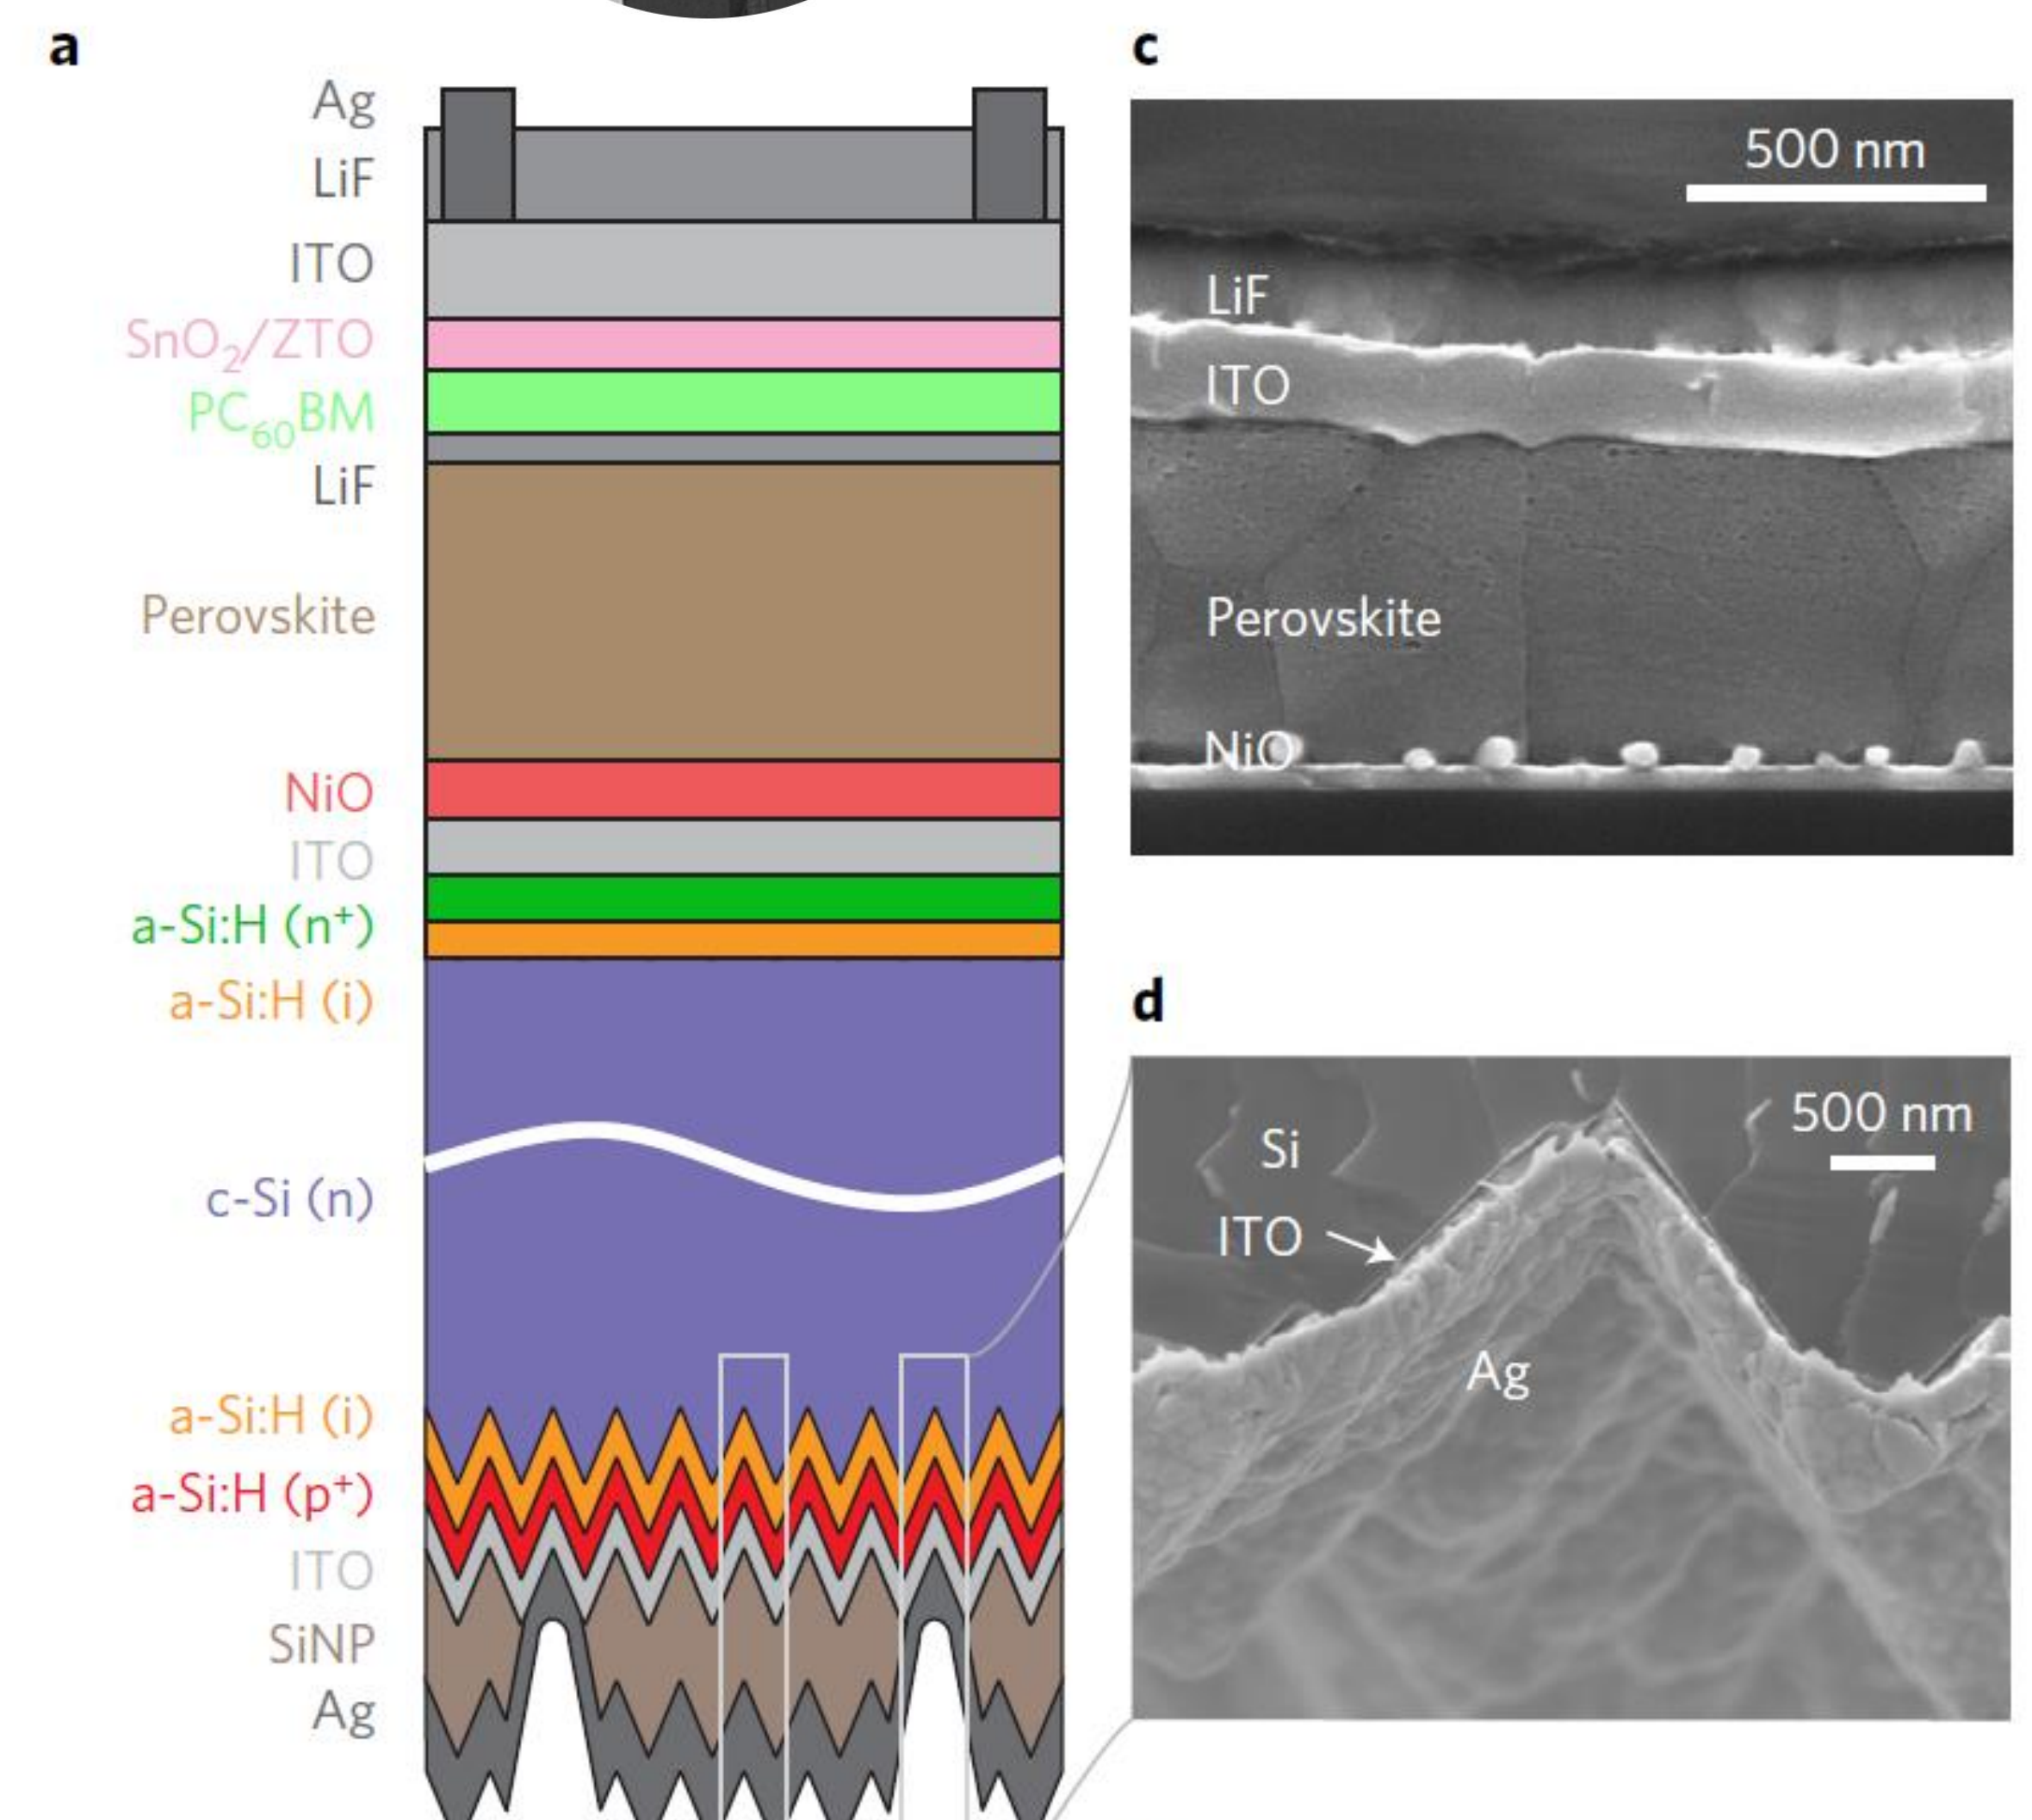 a
Ag
LiF
ITO
SnO₂/ZTO
PC₆₀BM
LiF
Perovskite
NiO
ITO
a-Si:H (n⁺)
a-Si:H (i)
c-Si (n)
a-Si:H (i)
a-Si:H (p⁺)
ITO
SiNP
Ag
c
500 nm
LiF
ITO
Perovskite
NiO
d
500 nm
Si
ITO
Ag